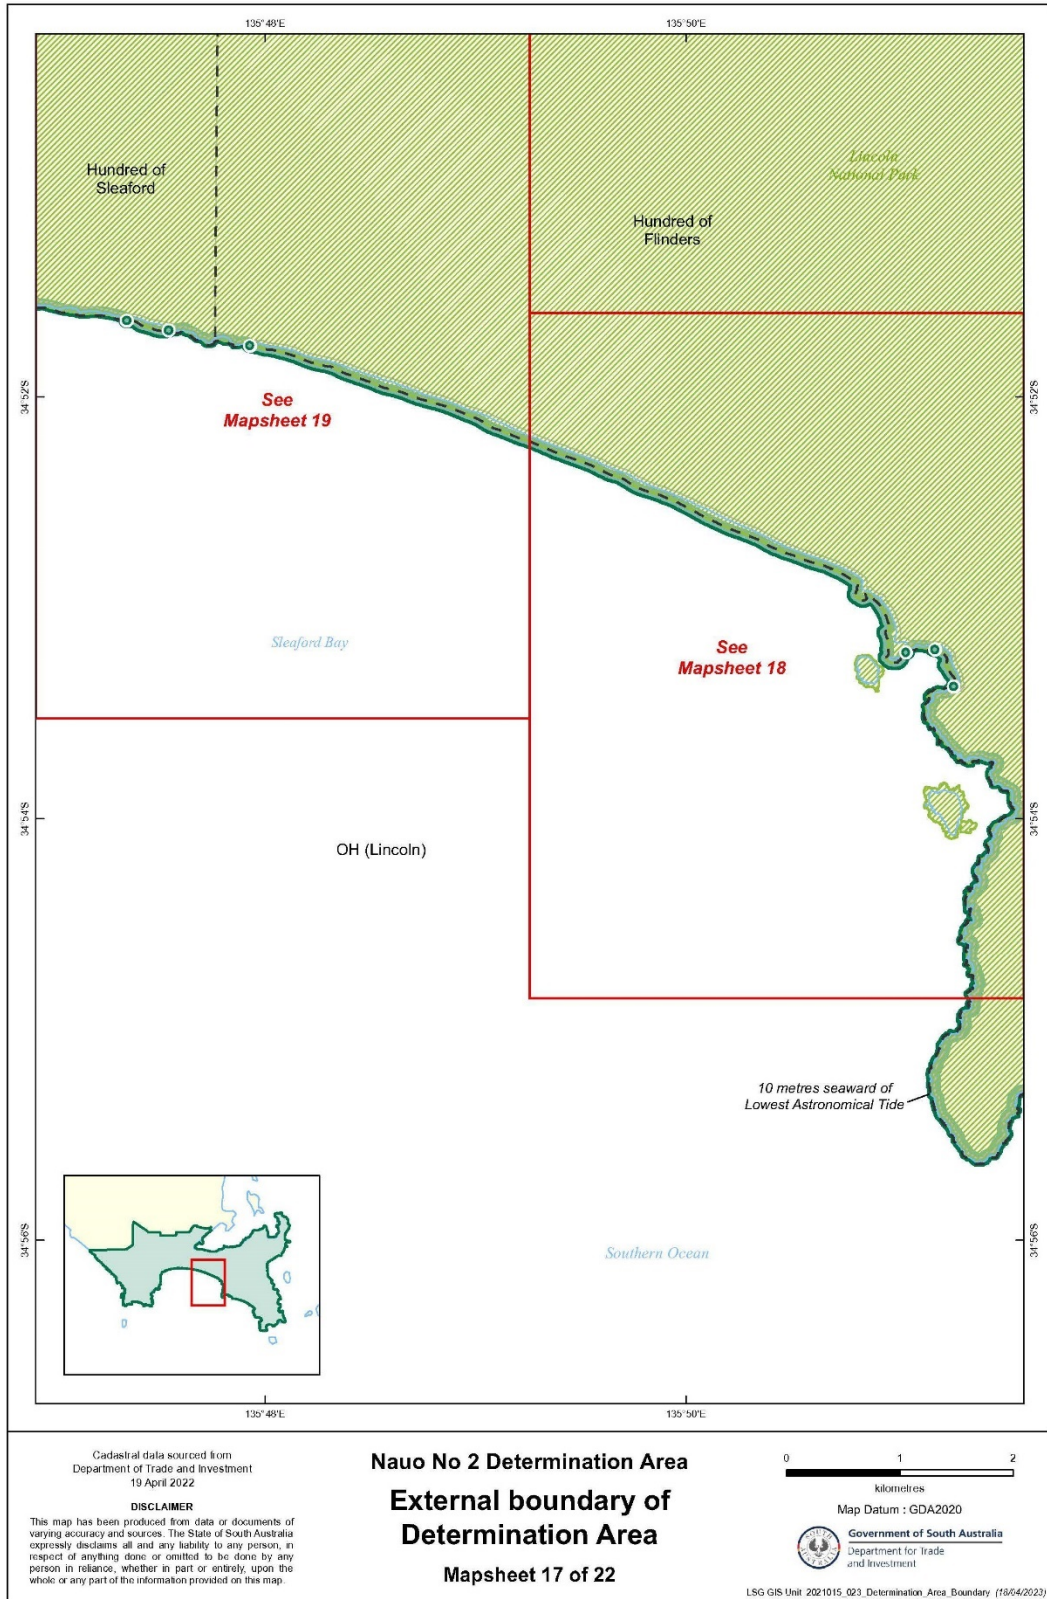 135°48'E
135°50'E
Hundred of
Sleaford
Lincoln
National Park
Hundred of
Flinders
34°52'S
34°52'S
See
Mapsheet 19
Sleaford Bay
See
Mapsheet 18
34°54'S
34°54'S
OH (Lincoln)
10 metres seaward of
Lowest Astronomical Tide
34°56'S
34°56'S
Southern Ocean
135°48'E
135°50'E
Cadastral data sourced from
Department of Trade and Investment
19 April 2022
DISCLAIMER
This map has been produced from data or documents of
varying accuracy and sources. The State of South Australia
expressly disclaims all and any liability to any person, in
respect of anything done or omitted to be done by any
person in reliance, whether in part or entirely, upon the
whole or any part of the information provided on this map.
Nauo No 2 Determination Area
External boundary of
Determination Area
Mapsheet 17 of 22
0 1 2
kilometres
Map Datum : GDA2020
SOUTH AUSTRALIA
Government of South Australia
Department for Trade
and Investment
LSG GIS Unit 2021015_023_Determination_Area_Boundary (18/04/2023)